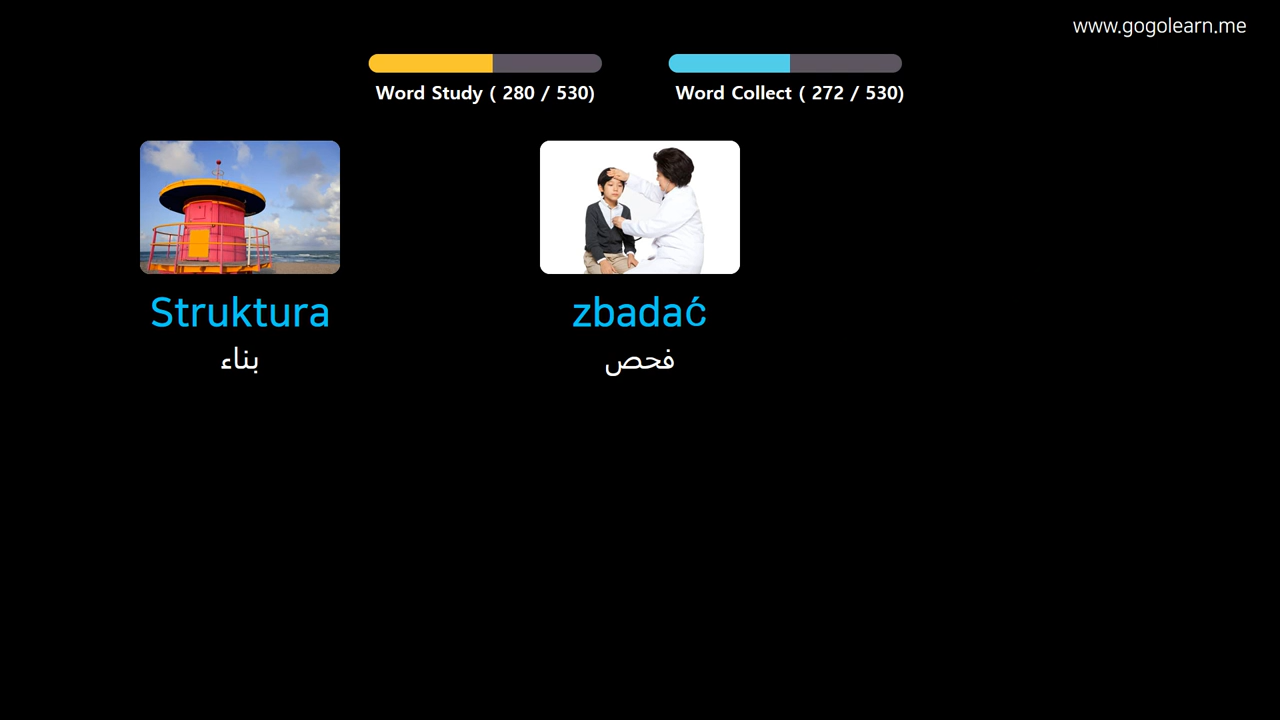 www.gogolearn.me
Word Study ( 280 / 530)
Word Collect ( 272 / 530)
Struktura
بناء
zbadać
فحص